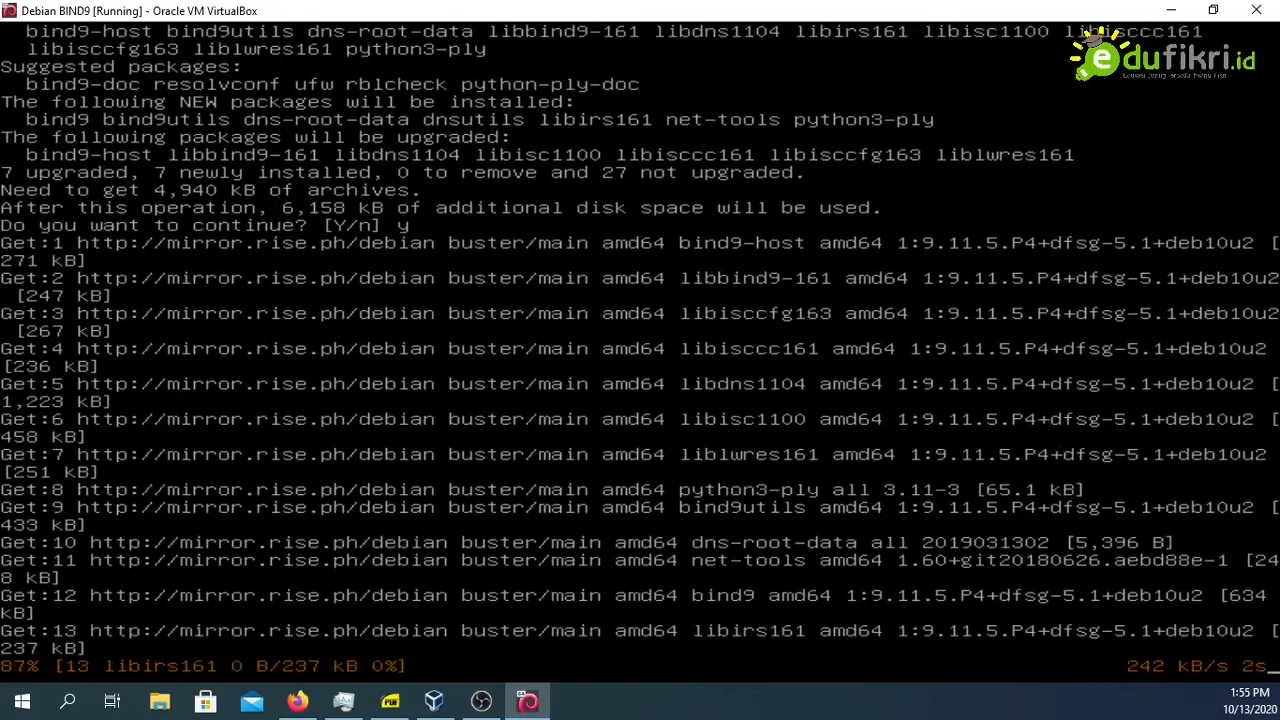 Debian BIND9 [Running] - Oracle VM VirtualBox
bind9-host bind9utils dns-root-data libbind9-161 libdns1104 libirs161 libisc1100 libisccc161
libisccfg163 liblwres161 python3-ply
edufikri.id
Suggested packages:
bind9-doc resolvconf ufw rblcheck python-ply-doc
The following NEW packages will be installed:
bind9 bind9utils dns-root-data dnsutils libirs161 net-tools python3-ply
The following packages will be upgraded:
bind9-host libbind9-161 libdns1104 libisc1100 libisccc161 libisccfg163 liblwres161
7 upgraded, 7 newly installed, 0 to remove and 27 not upgraded.
Need to get 4,940 kB of archives.
After this operation, 6,158 kB of additional disk space will be used.
Do you want to continue? [Y/n] y
Get:1 http://mirror.rise.ph/debian buster/main amd64 bind9-host amd64 1:9.11.5.P4+dfsg-5.1+deb10u2 [
271 kB]
Get:2 http://mirror.rise.ph/debian buster/main amd64 libbind9-161 amd64 1:9.11.5.P4+dfsg-5.1+deb10u2
[247 kB]
Get:3 http://mirror.rise.ph/debian buster/main amd64 libisccfg163 amd64 1:9.11.5.P4+dfsg-5.1+deb10u2
[267 kB]
Get:4 http://mirror.rise.ph/debian buster/main amd64 libisccc161 amd64 1:9.11.5.P4+dfsg-5.1+deb10u2
[236 kB]
Get:5 http://mirror.rise.ph/debian buster/main amd64 libdns1104 amd64 1:9.11.5.P4+dfsg-5.1+deb10u2 [
1,223 kB]
Get:6 http://mirror.rise.ph/debian buster/main amd64 libisc1100 amd64 1:9.11.5.P4+dfsg-5.1+deb10u2 [
458 kB]
Get:7 http://mirror.rise.ph/debian buster/main amd64 liblwres161 amd64 1:9.11.5.P4+dfsg-5.1+deb10u2
[251 kB]
Get:8 http://mirror.rise.ph/debian buster/main amd64 python3-ply all 3.11-3 [65.1 kB]
Get:9 http://mirror.rise.ph/debian buster/main amd64 bind9utils amd64 1:9.11.5.P4+dfsg-5.1+deb10u2 [
433 kB]
Get:10 http://mirror.rise.ph/debian buster/main amd64 dns-root-data all 2019031302 [5,396 B]
Get:11 http://mirror.rise.ph/debian buster/main amd64 net-tools amd64 1.60+git20180626.aebd88e-1 [24
8 kB]
Get:12 http://mirror.rise.ph/debian buster/main amd64 bind9 amd64 1:9.11.5.P4+dfsg-5.1+deb10u2 [634
kB]
Get:13 http://mirror.rise.ph/debian buster/main amd64 libirs161 amd64 1:9.11.5.P4+dfsg-5.1+deb10u2 [
237 kB]
87% [13 libirs161 0 B/237 kB 0%] 242 kB/s 2s
PDF
64
1:55 PM
10/13/2020